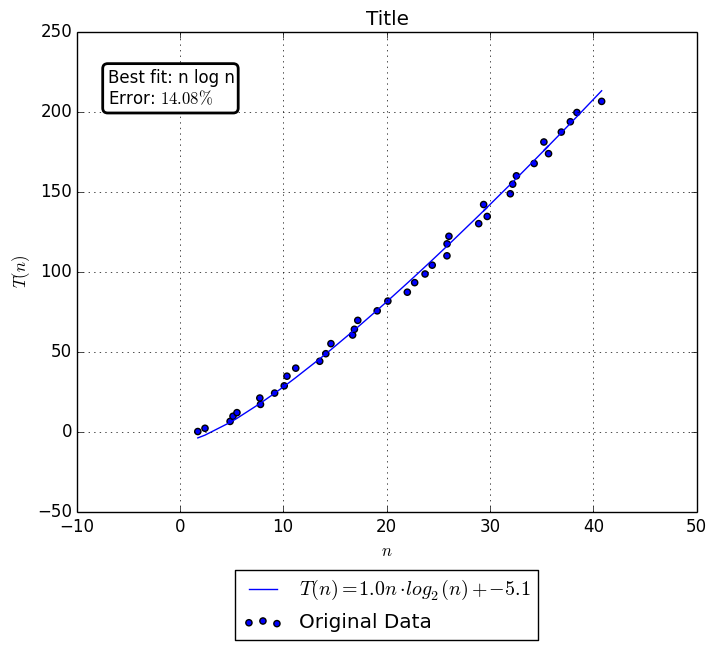 Title
250
200
150
100
50
0
−50
Best fit: n log n
Error: 14.08%
T(n)
−10 0 10 20 30 40 50
n
T(n)=1.0n·log₂(n)+−5.1
Original Data